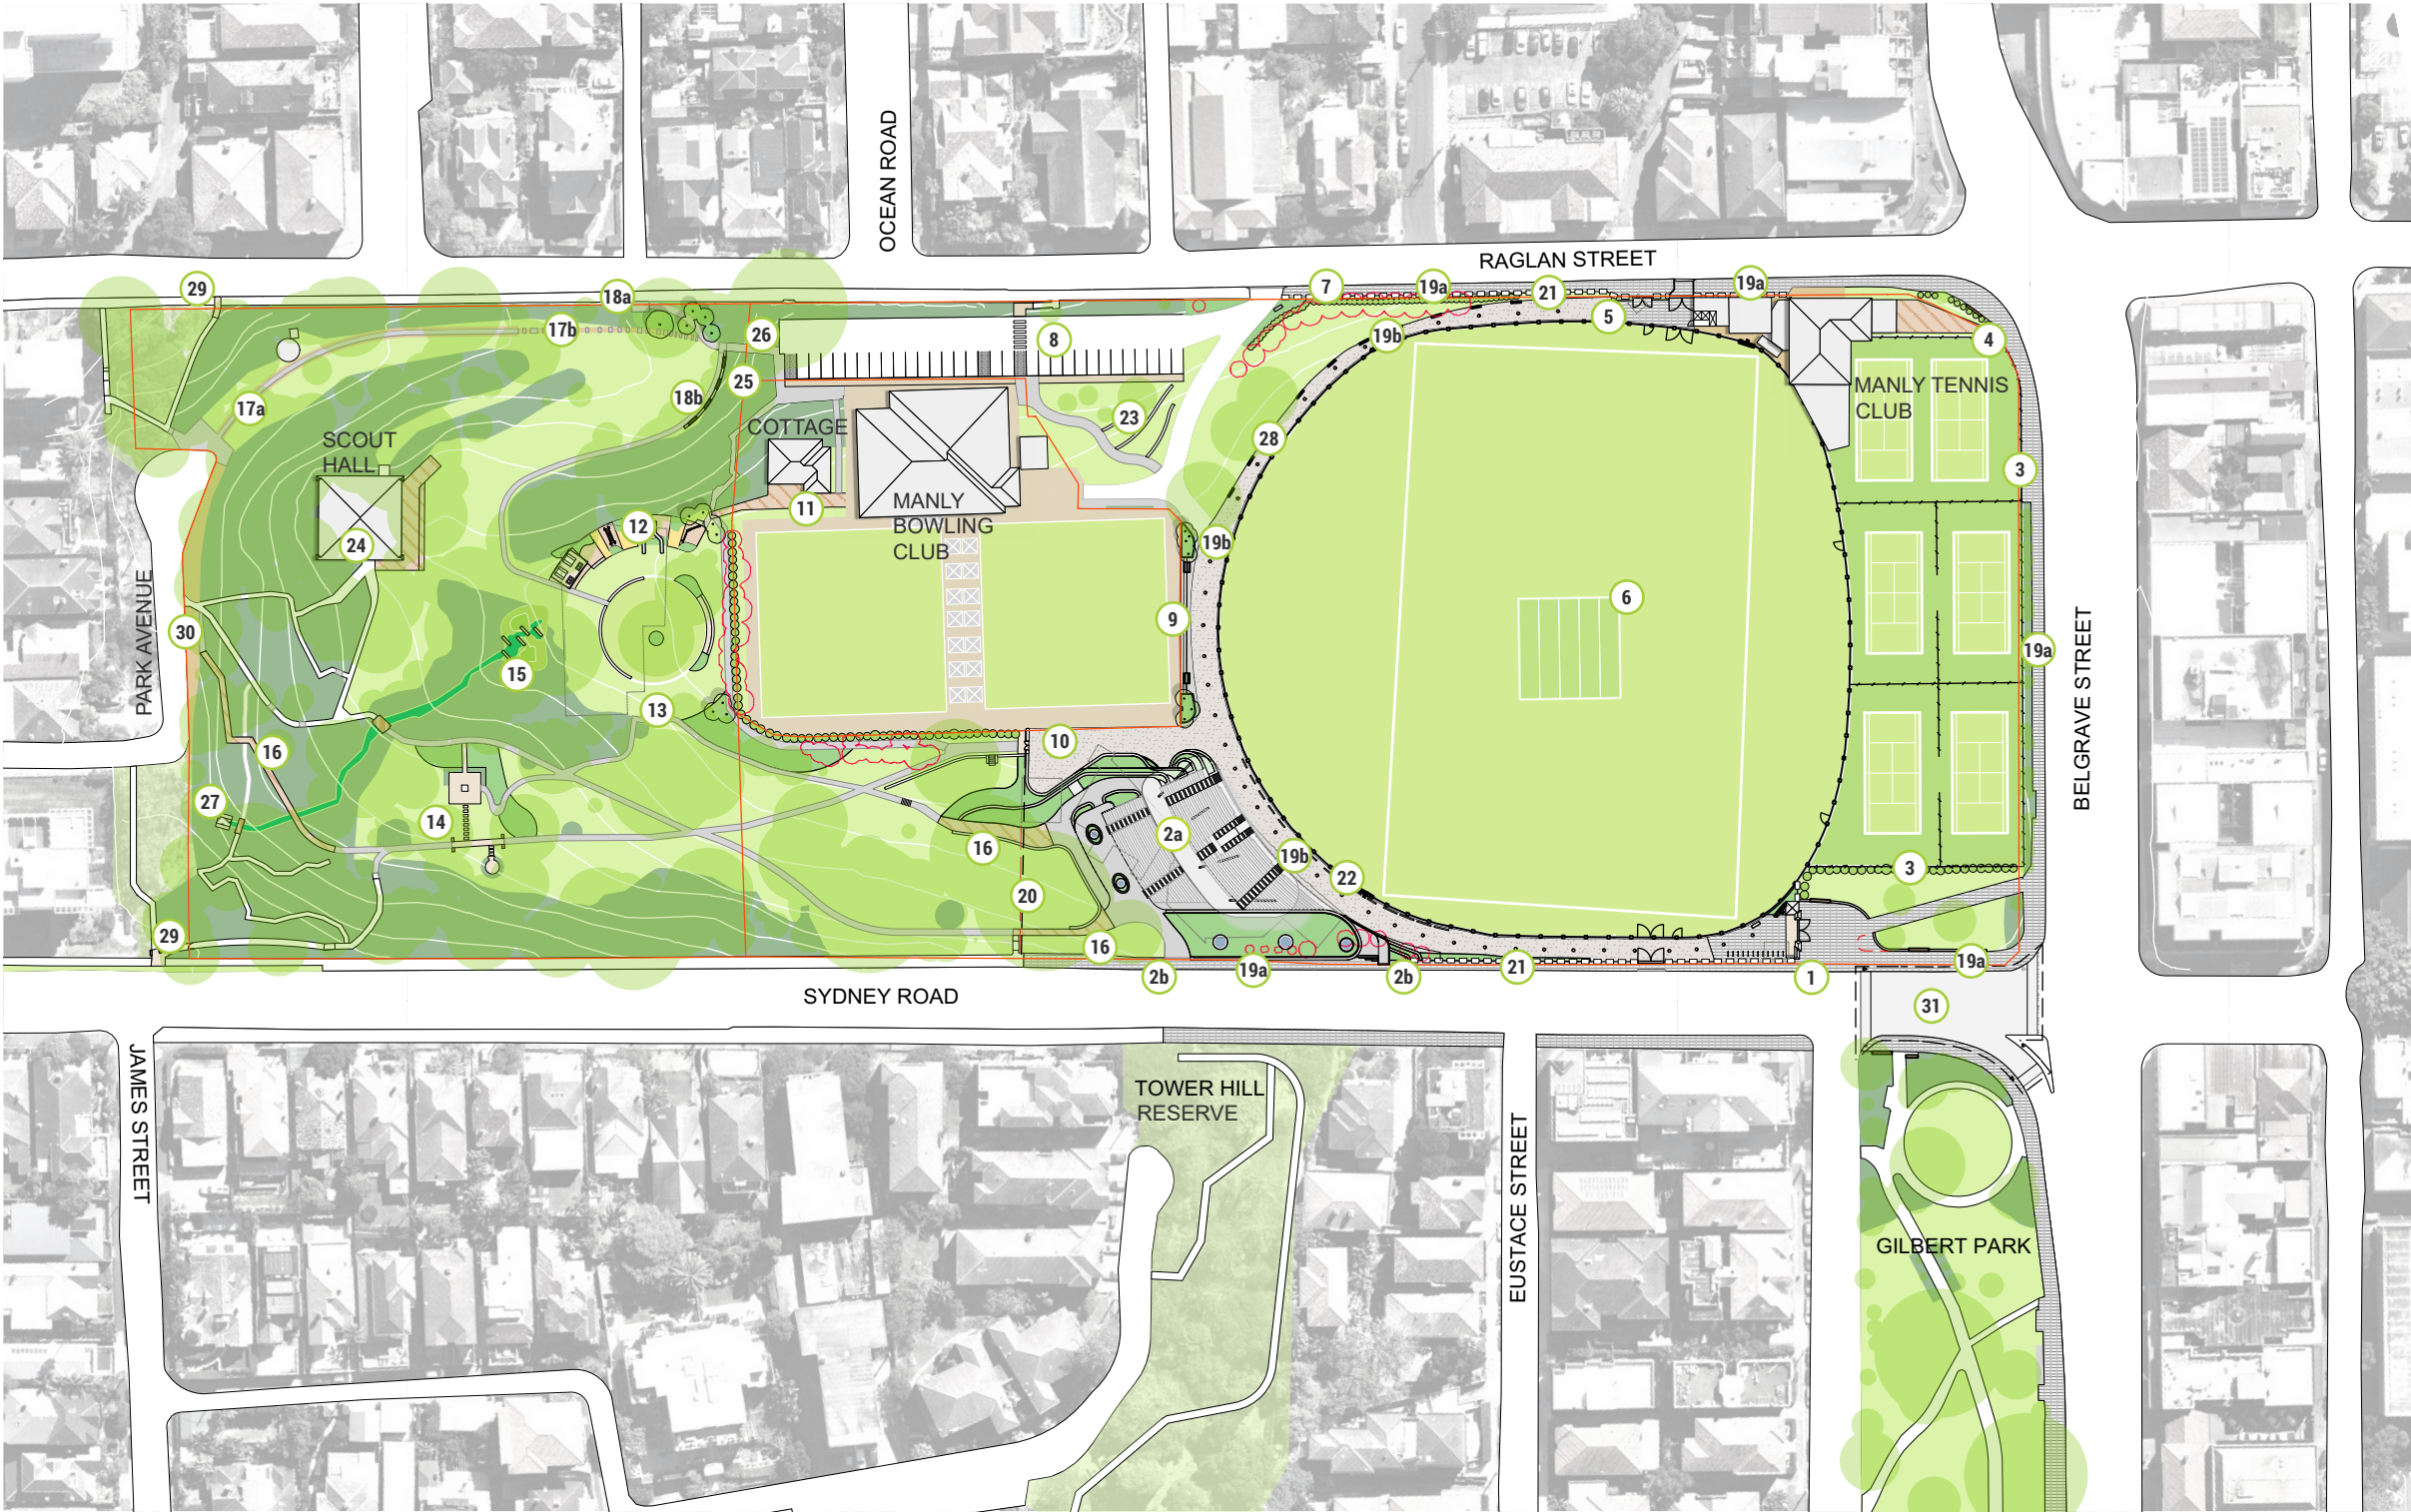 OCEAN ROAD
RAGLAN STREET
29
18a
7
19a
21
19a
17b
26
8
19b
5
4
17a
18b
25
23
28
MANLY TENNIS
CLUB
SCOUT
HALL
COTTAGE
3
24
12
11
MANLY
BOWLING
CLUB
19b
PARK AVENUE
30
15
9
6
19a
BELGRAVE STREET
13
16
10
27
14
16
2a
19b
22
3
20
29
16
2b
19a
2b
21
1
19a
SYDNEY ROAD
31
JAMES STREET
TOWER HILL
RESERVE
EUSTACE STREET
GILBERT PARK